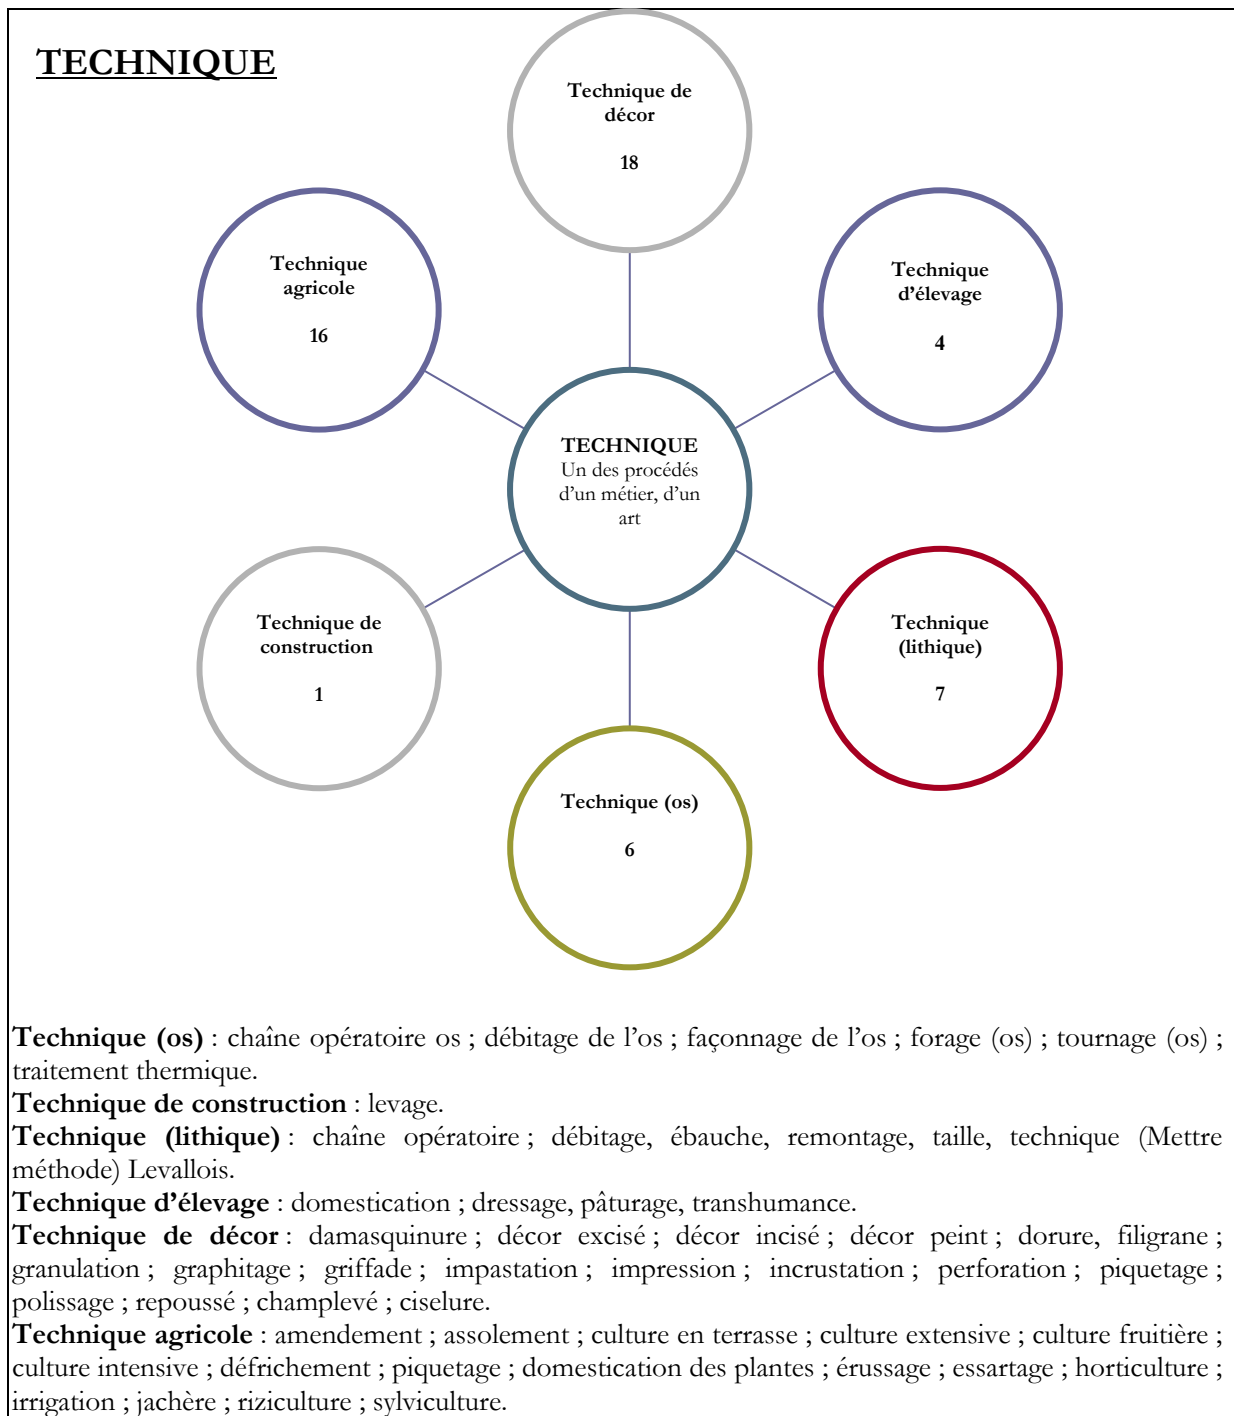 TECHNIQUE
Technique de
décor
18
Technique
agricole
16
Technique
d'élevage
4
TECHNIQUE
Un des procédés
d'un métier, d'un
art
Technique de
construction
1
Technique
(lithique)
7
Technique (os)
6
Technique (os) : chaîne opératoire os ; débitage de l'os ; façonnage de l'os ; forage (os) ; tournage (os) ;
traitement thermique.
Technique de construction : levage.
Technique (lithique) : chaîne opératoire ; débitage, ébauche, remontage, taille, technique (Mettre
méthode) Levallois.
Technique d'élevage : domestication ; dressage, pâturage, transhumance.
Technique de décor : damasquinure ; décor excisé ; décor incisé ; décor peint ; dorure, filigrane ;
granulation ; graphitage ; griffade ; impastation ; impression ; incrustation ; perforation ; piquetage ;
polissage ; repoussé ; champlevé ; ciselure.
Technique agricole : amendement ; assolement ; culture en terrasse ; culture extensive ; culture fruitière ;
culture intensive ; défrichement ; piquetage ; domestication des plantes ; érussage ; essartage ; horticulture ;
irrigation ; jachère ; riziculture ; sylviculture.